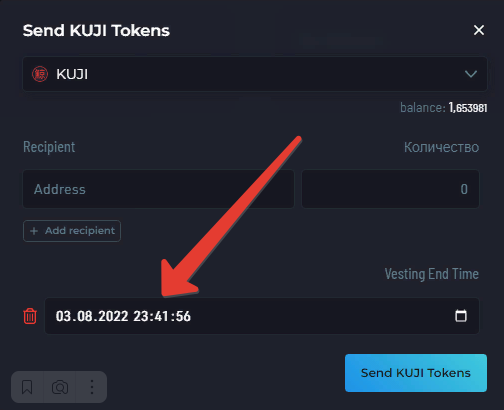 Send KUJI Tokens
KUJI
balance: 1,653981
Recipient
Количество
Address
0
+ Add recipient
Vesting End Time
03.08.2022 23:41:56
Send KUJI Tokens